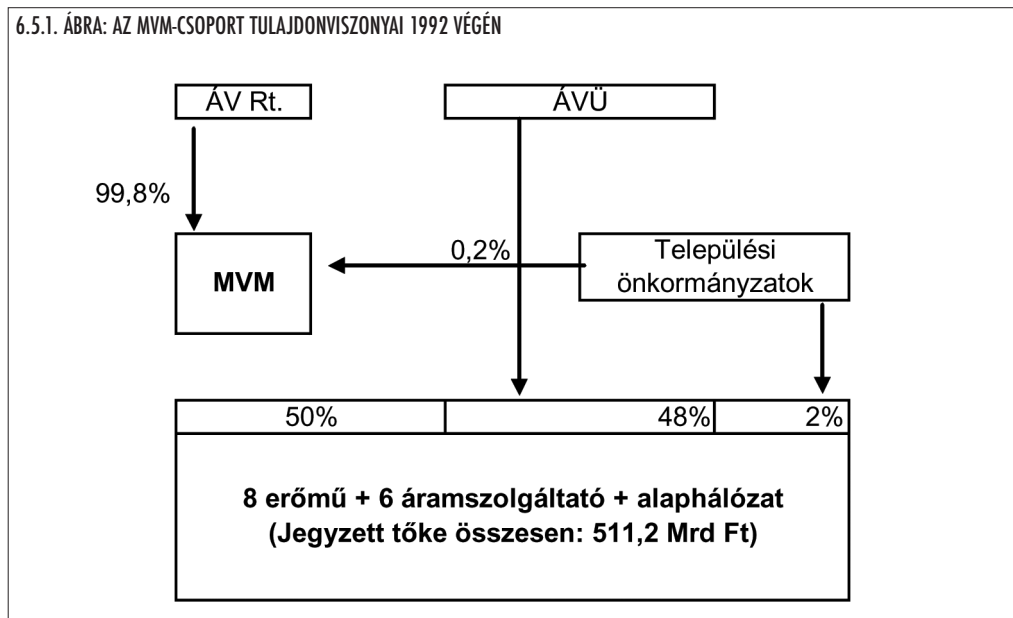 6.5.1. ÁBRA: AZ MVM-CSOPORT TULAJDONVISZONYAI 1992 VÉGÉN
ÁV Rt.
ÁVÜ
99,8%
MVM
0,2%
Települési
önkormányzatok
50%
48%
2%
8 erőmű + 6 áramszolgáltató + alaphálózat
(Jegyzett tőke összesen: 511,2 Mrd Ft)